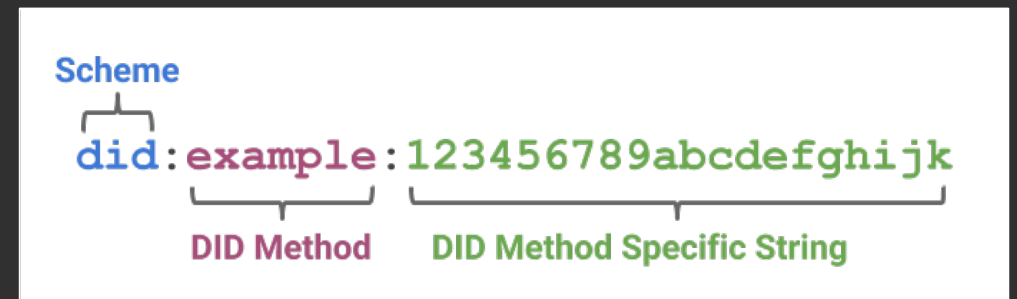 Scheme
did:example:123456789abcdefghijk
DID Method
DID Method Specific String